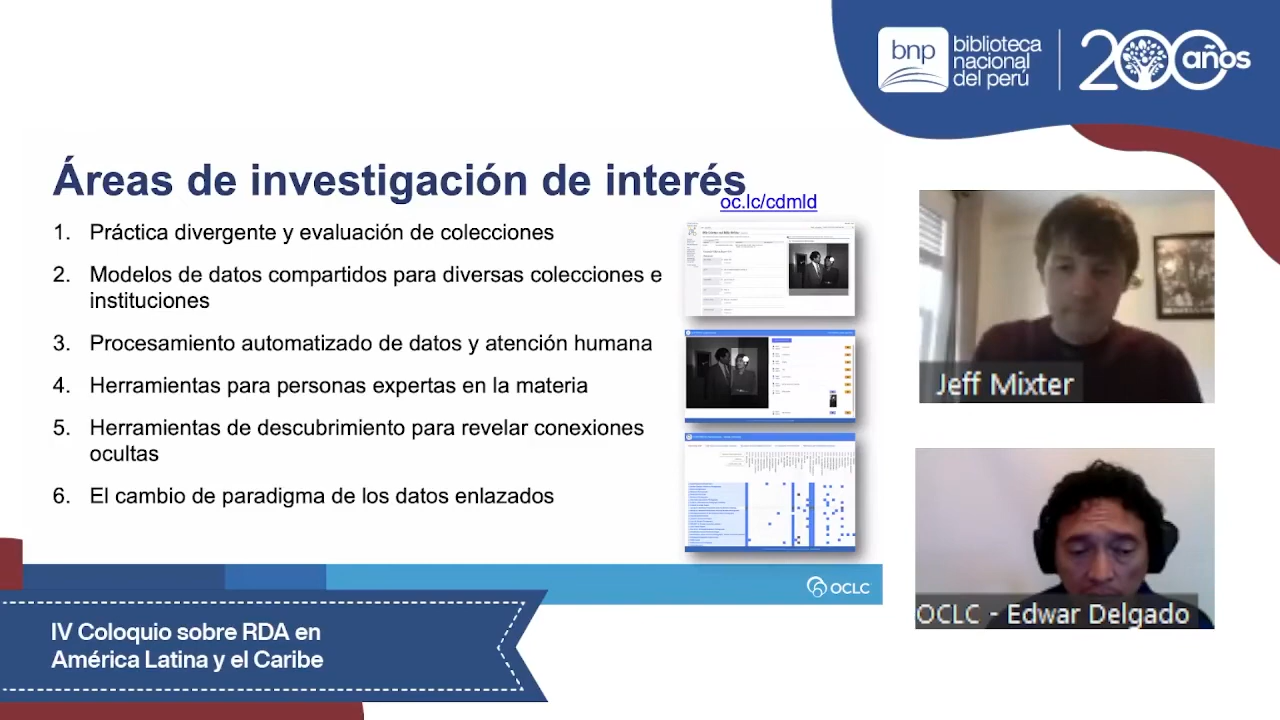 bnp
biblioteca
nacional
del perú
200 años
Áreas de investigación de interés
oc.lc/cdmld
1. Práctica divergente y evaluación de colecciones
2. Modelos de datos compartidos para diversas colecciones e
instituciones
3. Procesamiento automatizado de datos y atención humana
4. Herramientas para personas expertas en la materia
5. Herramientas de descubrimiento para revelar conexiones
ocultas
6. El cambio de paradigma de los datos enlazados
Jeff Mixter
OCLC - Edwar Delgado
OCLC
IV Coloquio sobre RDA en
América Latina y el Caribe